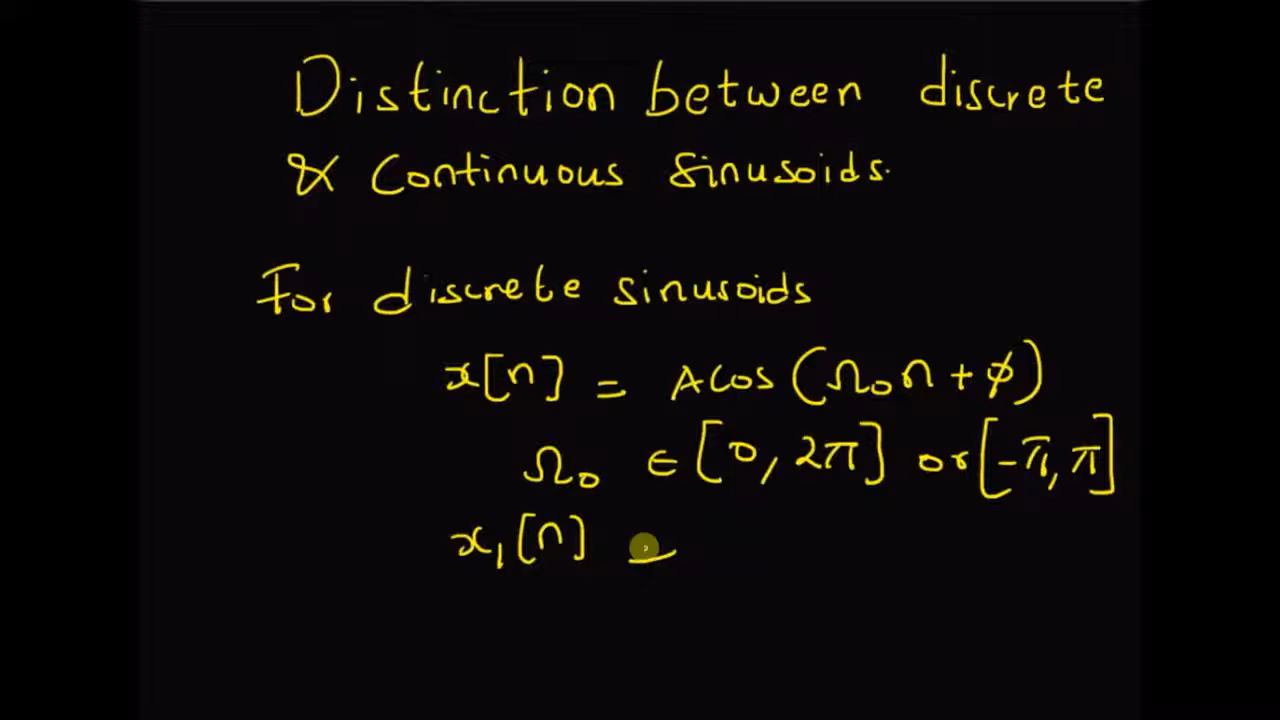 Distinction between discrete
& Continuous Sinusoids.
For discrete sinusoids
x[n] = A Cos (Ω₀n + φ)
Ω₀ ∈ [0, 2π] or [-π, π]
x₁[n] =